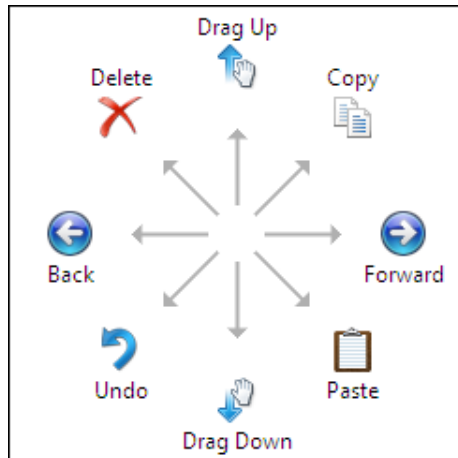 Drag Up
Delete
Copy
Back
Forward
Undo
Paste
Drag Down